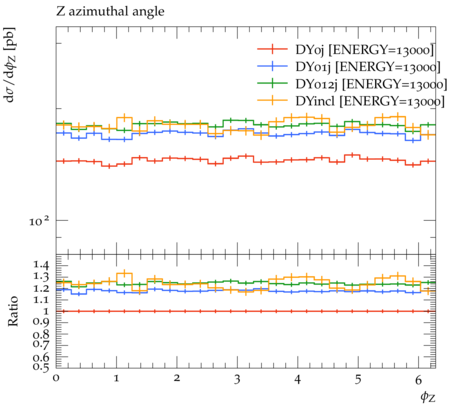 Z azimuthal angle
dσ/dϕZ [pb]
DY0j [ENERGY=13000]
DY01j [ENERGY=13000]
DY012j [ENERGY=13000]
DYincl [ENERGY=13000]
10²
Ratio
1.4
1.3
1.2
1.1
1
0.9
0.8
0.7
0.6
0.5
0 1 2 3 4 5 6
ϕZ